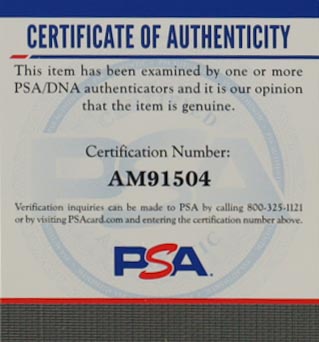 CERTIFICATE OF AUTHENTICITY
This item has been examined by one or more
PSA/DNA authenticators and it is our opinion
that the item is genuine.
Certification Number:
AM91504
Verification inquiries can be made to PSA by calling 800-325-1121
or by visiting PSAcard.com and entering the certification number above.
PSA